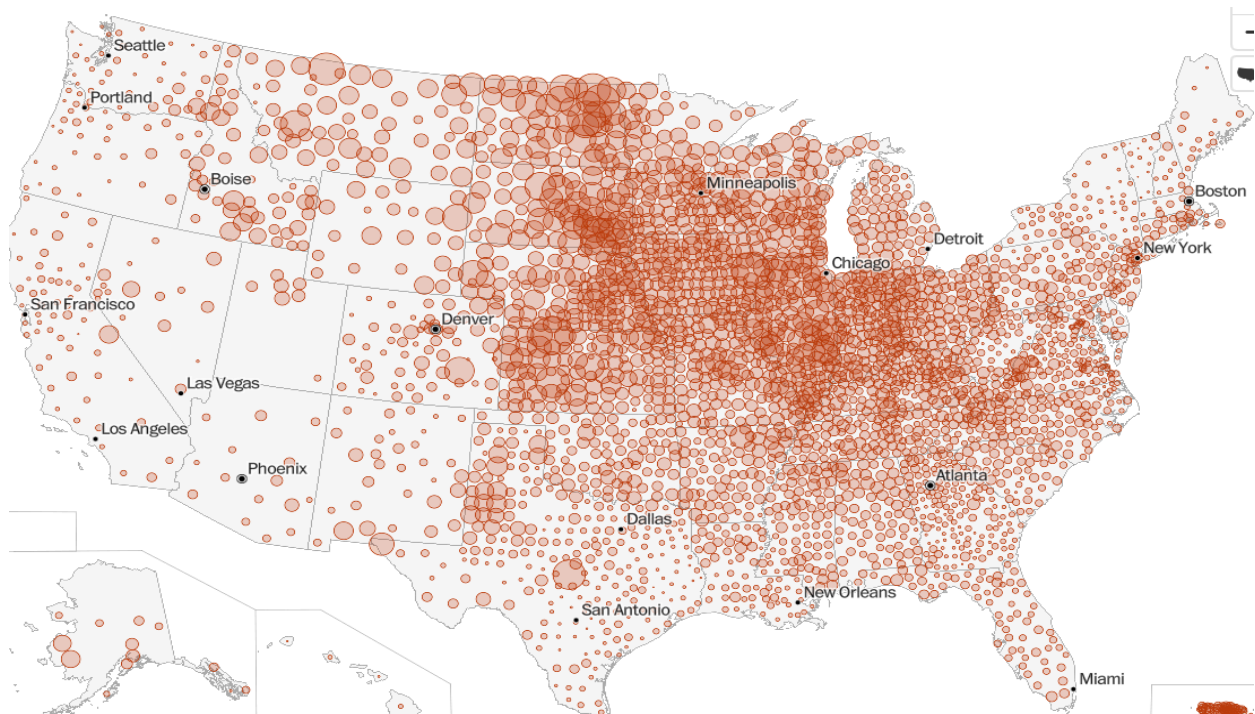 Seattle
Portland
Boise
Minneapolis
Boston
Detroit
New York
Chicago
San Francisco
Denver
Las Vegas
Los Angeles
Phoenix
Atlanta
Dallas
New Orleans
San Antonio
Miami